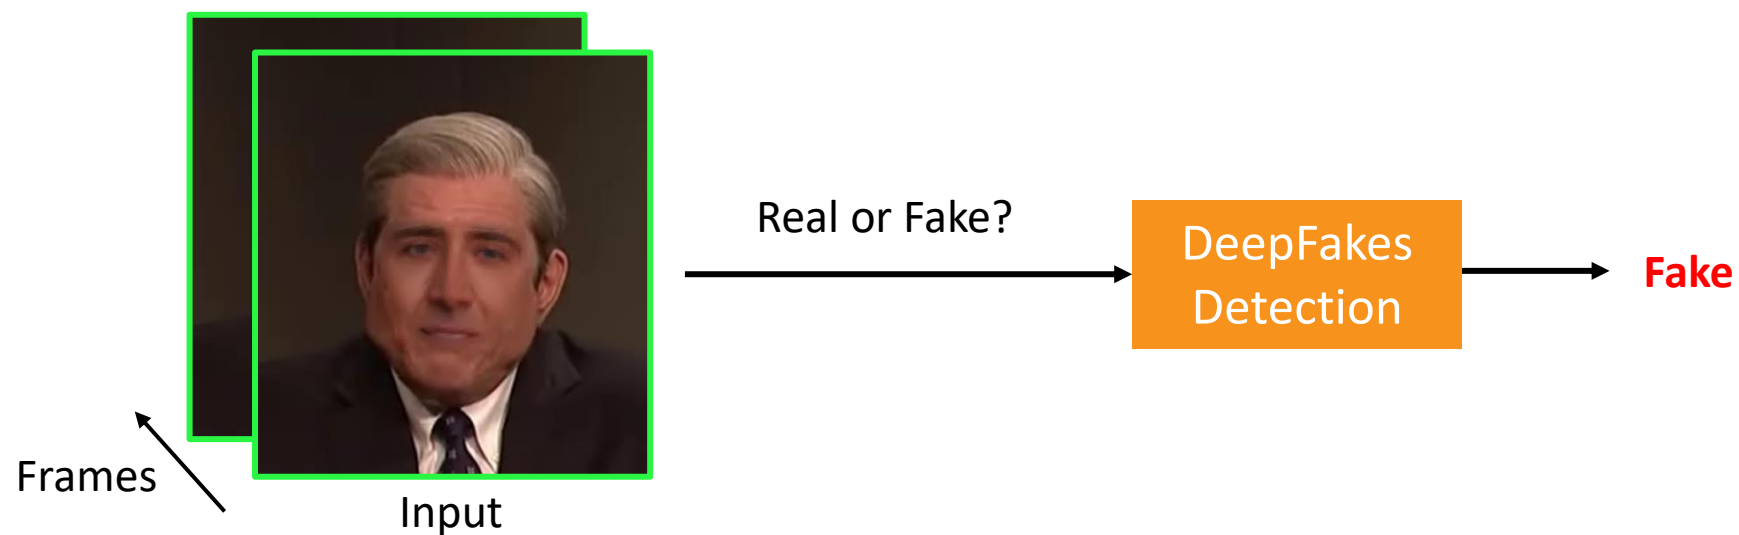 Real or Fake?
DeepFakes
Detection
Fake
Frames
Input